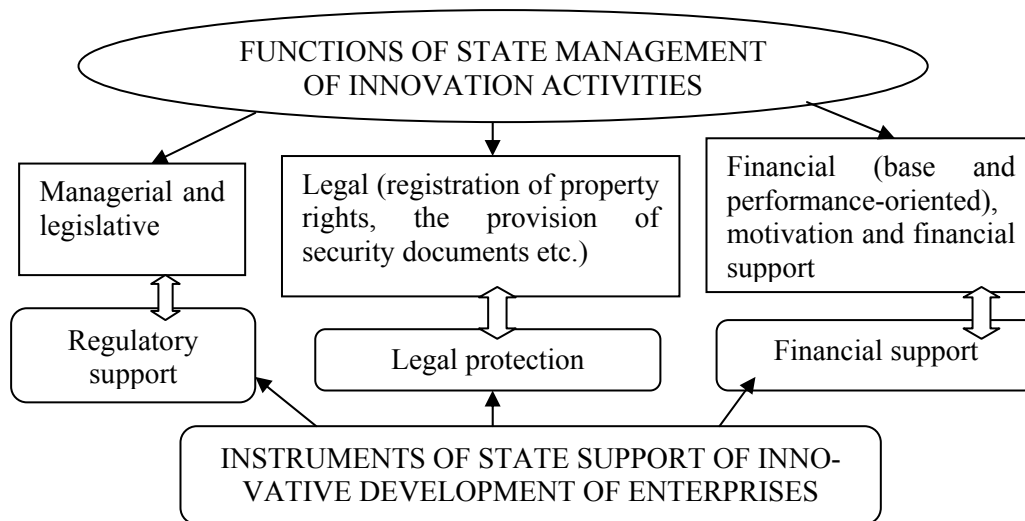 FUNCTIONS OF STATE MANAGEMENT
OF INNOVATION ACTIVITIES
Managerial and
legislative
Legal (registration of property
rights, the provision of
security documents etc.)
Financial (base and
performance-oriented),
motivation and financial
support
Regulatory
support
Legal protection
Financial support
INSTRUMENTS OF STATE SUPPORT OF INNO-
VATIVE DEVELOPMENT OF ENTERPRISES